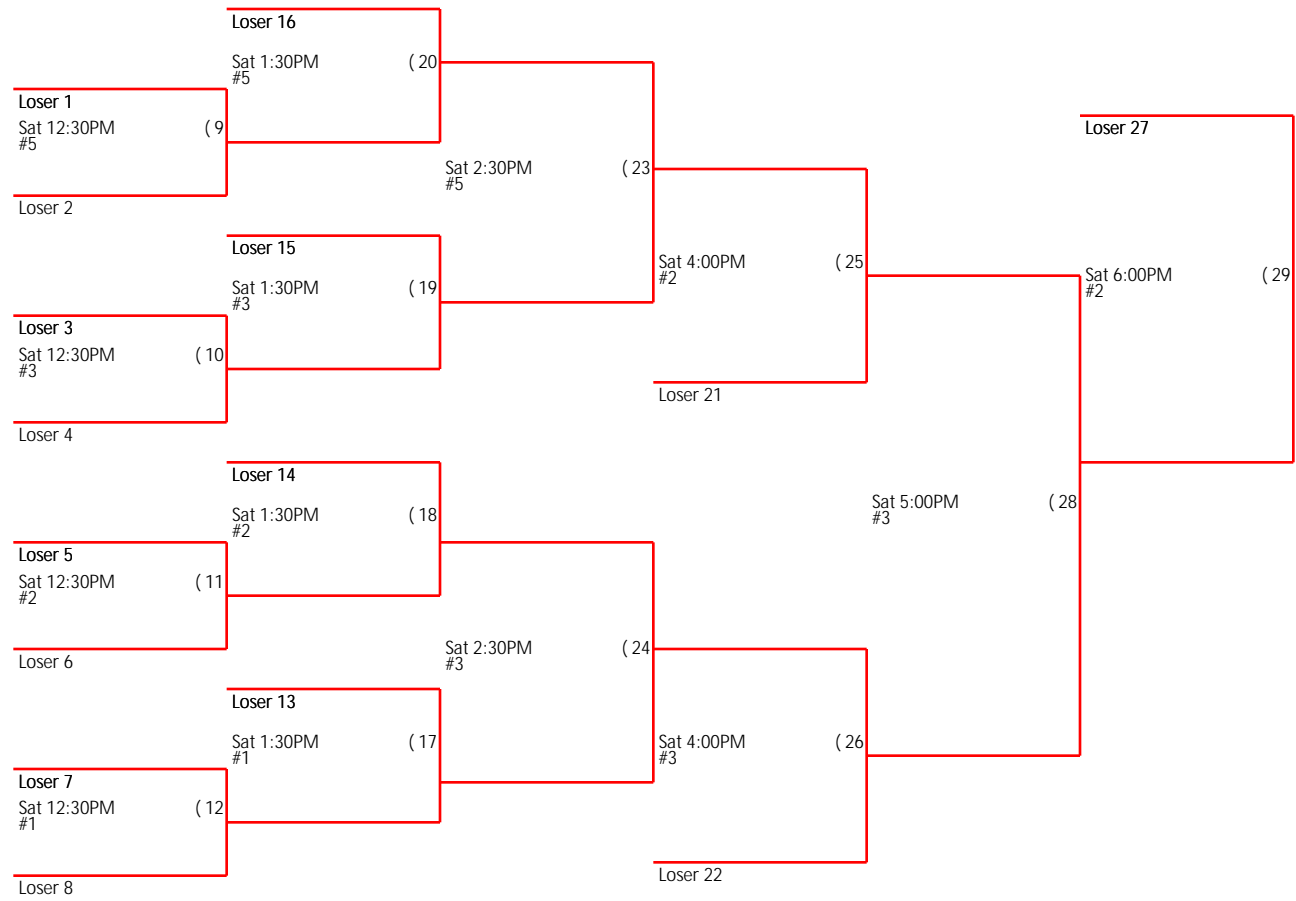 Loser 16
Sat 1:30PM ( 20
#5
Loser 1
Sat 12:30PM ( 9
#5
Loser 2
Sat 2:30PM ( 23
#5
Loser 15
Sat 1:30PM ( 19
#3
Loser 3
Sat 12:30PM ( 10
#3
Loser 4
Sat 4:00PM ( 25
#2
Loser 21
Loser 27
Sat 6:00PM ( 29
#2
Loser 14
Sat 1:30PM ( 18
#2
Loser 5
Sat 12:30PM ( 11
#2
Loser 6
Sat 5:00PM ( 28
#3
Sat 2:30PM ( 24
#3
Loser 13
Sat 1:30PM ( 17
#1
Loser 7
Sat 12:30PM ( 12
#1
Loser 8
Sat 4:00PM ( 26
#3
Loser 22